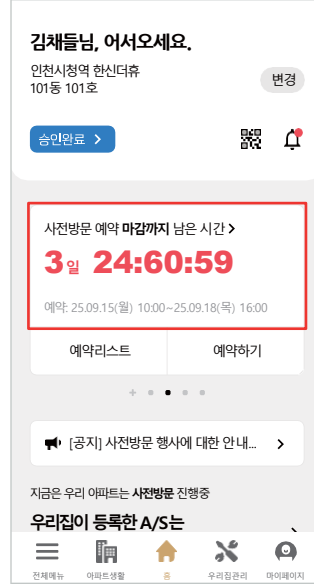 김채들님, 어서오세요.
인천시청역 한신더휴
101동 101호
변경
승인완료 >
사전방문 예약 마감까지 남은 시간 >
3일 24:60:59
예약: 25.09.15(월) 10:00~25.09.18(목) 16:00
예약리스트
예약하기
[공지] 사전방문 행사에 대한 안내... >
지금은 우리 아파트는 사전방문 진행중
우리집이 등록한 A/S는
전체메뉴
아파트생활
홈
우리집관리
마이페이지